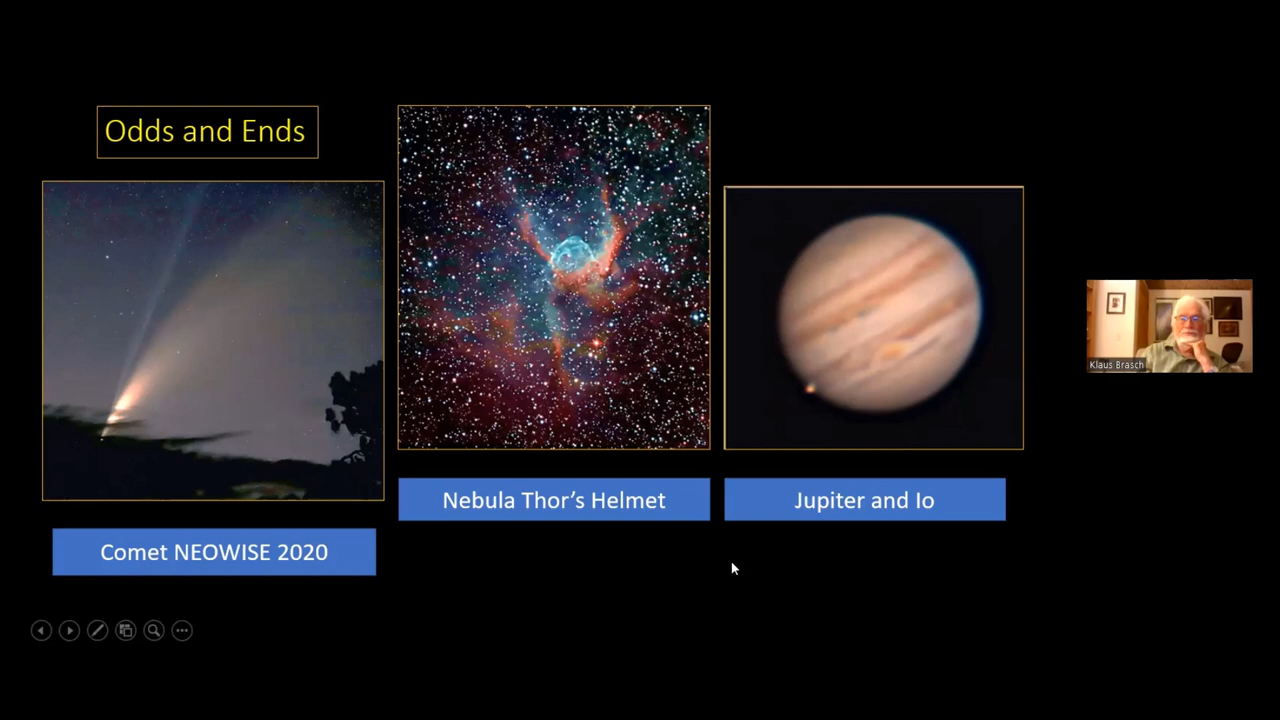 Odds and Ends
Comet NEOWISE 2020
Nebula Thor’s Helmet
Jupiter and Io
Klaus Brasch